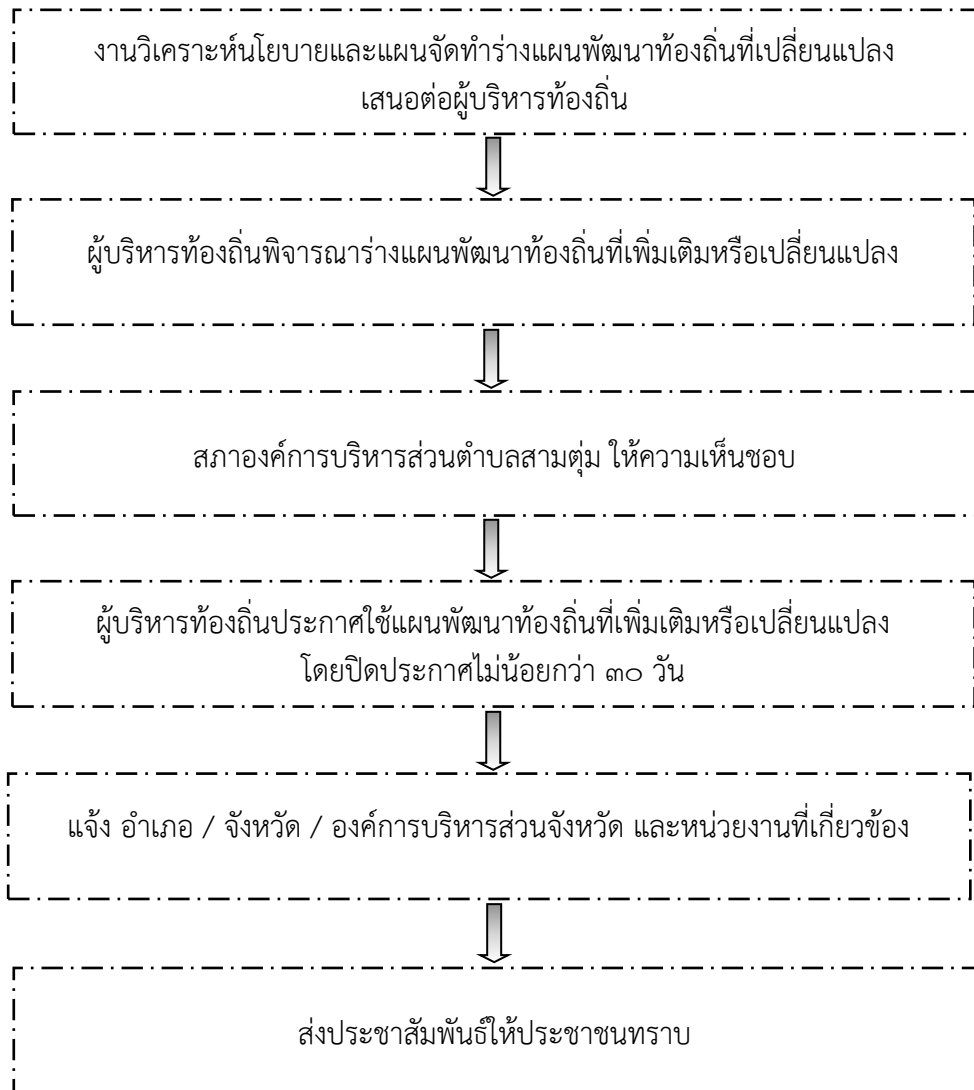 งานวิเคราะห์นโยบายและแผนจัดทำร่างแผนพัฒนาท้องถิ่นที่เปลี่ยนแปลง
เสนอต่อผู้บริหารท้องถิ่น
ผู้บริหารท้องถิ่นพิจารณาร่างแผนพัฒนาท้องถิ่นที่เพิ่มเติมหรือเปลี่ยนแปลง
สภาองค์การบริหารส่วนตำบลสามตุ่ม ให้ความเห็นชอบ
ผู้บริหารท้องถิ่นประกาศใช้แผนพัฒนาท้องถิ่นที่เพิ่มเติมหรือเปลี่ยนแปลง
โดยปิดประกาศไม่น้อยกว่า ๓๐ วัน
แจ้ง อำเภอ / จังหวัด / องค์การบริหารส่วนจังหวัด และหน่วยงานที่เกี่ยวข้อง
ส่งประชาสัมพันธ์ให้ประชาชนทราบ